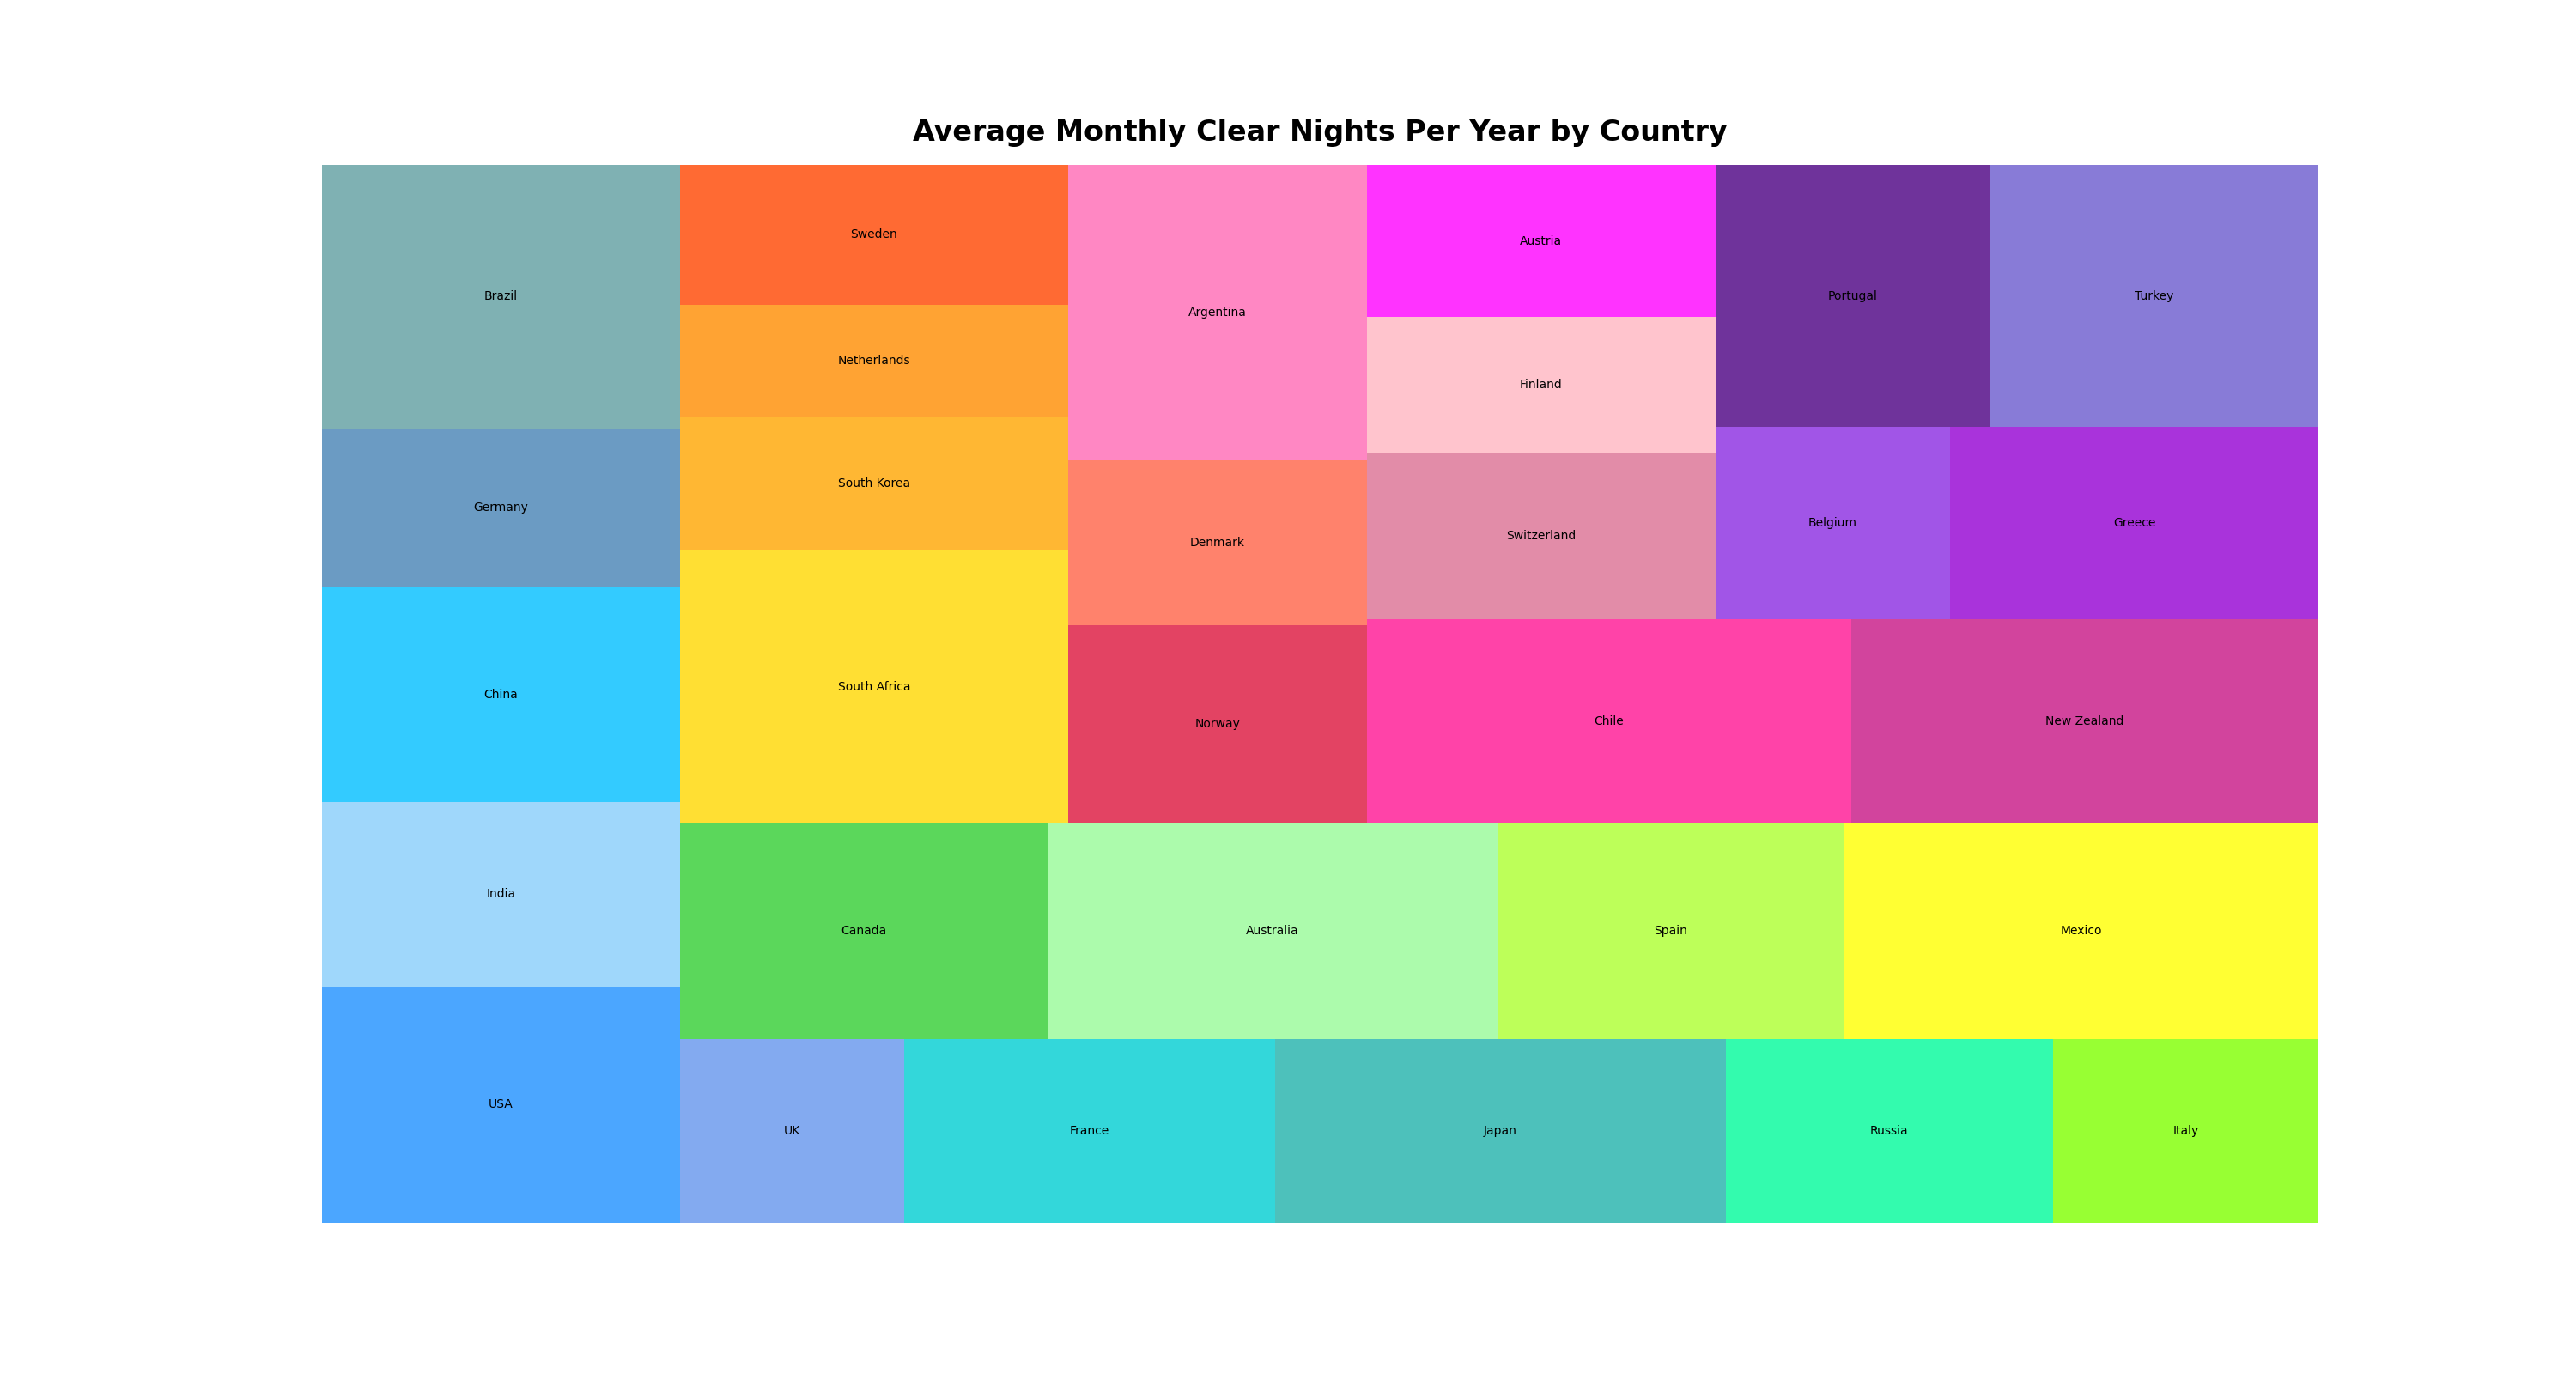 Average Monthly Clear Nights Per Year by Country
Brazil
Germany
China
India
USA
Sweden
Netherlands
South Korea
South Africa
Argentina
Denmark
Norway
Austria
Finland
Switzerland
Portugal
Turkey
Belgium
Greece
Chile
New Zealand
Canada
Australia
Spain
Mexico
UK
France
Japan
Russia
Italy